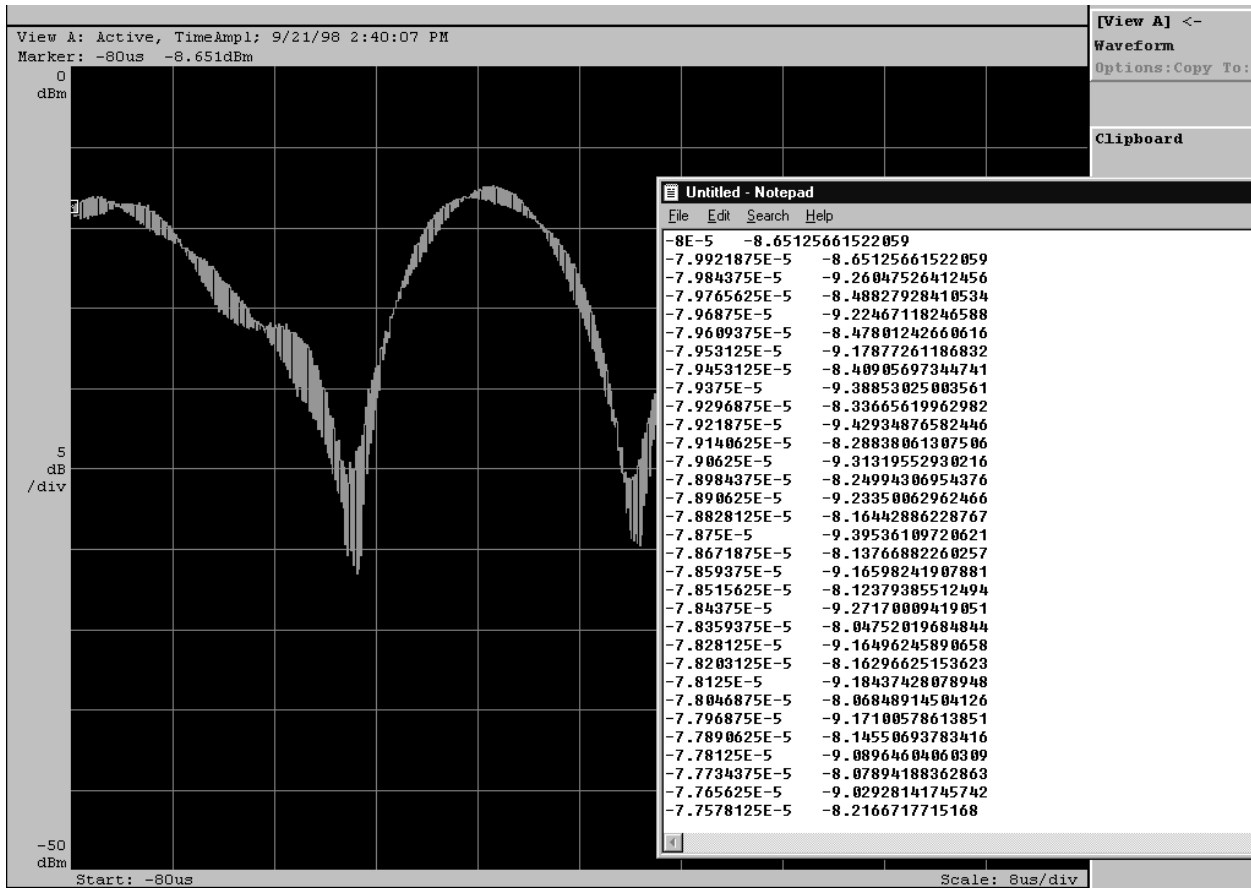 View A: Active, TimeAmpl; 9/21/98 2:40:07 PM
Marker: -80us -8.651dBm
0
dBm
5
dB
/div
-50
dBm
Start: -80us
Scale: 8us/div
[View A] <-
Waveform
Options:Copy To:
Clipboard
Untitled - Notepad
File Edit Search Help
-8E-5 -8.65125661522059
-7.9921875E-5 -8.65125661522059
-7.984375E-5 -9.26047526412456
-7.9765625E-5 -8.48827928410534
-7.96875E-5 -9.22467118246588
-7.9609375E-5 -8.47801242660616
-7.953125E-5 -9.17877261186832
-7.9453125E-5 -8.40905697344741
-7.9375E-5 -9.38853025003561
-7.9296875E-5 -8.33665619962982
-7.921875E-5 -9.42934876582446
-7.9140625E-5 -8.28838061307506
-7.90625E-5 -9.31319552930216
-7.8984375E-5 -8.24994306954376
-7.890625E-5 -9.23350062962466
-7.8828125E-5 -8.16442886228767
-7.875E-5 -9.39536109720621
-7.8671875E-5 -8.13766882260257
-7.859375E-5 -9.16598241907881
-7.8515625E-5 -8.12379385512494
-7.84375E-5 -9.27170009419051
-7.8359375E-5 -8.04752019684844
-7.828125E-5 -9.16496245890658
-7.8203125E-5 -8.16296625153623
-7.8125E-5 -9.18437428078948
-7.8046875E-5 -8.06848914504126
-7.796875E-5 -9.17100578613851
-7.7890625E-5 -8.14550693783416
-7.78125E-5 -9.08964604060309
-7.7734375E-5 -8.07894188362863
-7.765625E-5 -9.02928141745742
-7.7578125E-5 -8.2166717715168